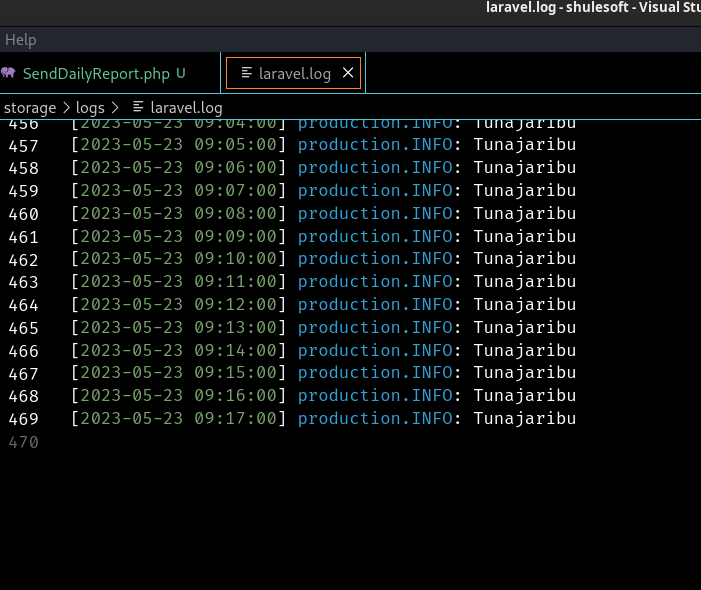 laravel.log - shulesoft - Visual Stu
Help
SendDailyReport.php U
laravel.log
storage > logs > laravel.log
456 [2023-05-23 09:04:00] production.INFO: Tunajaribu
457 [2023-05-23 09:05:00] production.INFO: Tunajaribu
458 [2023-05-23 09:06:00] production.INFO: Tunajaribu
459 [2023-05-23 09:07:00] production.INFO: Tunajaribu
460 [2023-05-23 09:08:00] production.INFO: Tunajaribu
461 [2023-05-23 09:09:00] production.INFO: Tunajaribu
462 [2023-05-23 09:10:00] production.INFO: Tunajaribu
463 [2023-05-23 09:11:00] production.INFO: Tunajaribu
464 [2023-05-23 09:12:00] production.INFO: Tunajaribu
465 [2023-05-23 09:13:00] production.INFO: Tunajaribu
466 [2023-05-23 09:14:00] production.INFO: Tunajaribu
467 [2023-05-23 09:15:00] production.INFO: Tunajaribu
468 [2023-05-23 09:16:00] production.INFO: Tunajaribu
469 [2023-05-23 09:17:00] production.INFO: Tunajaribu
470